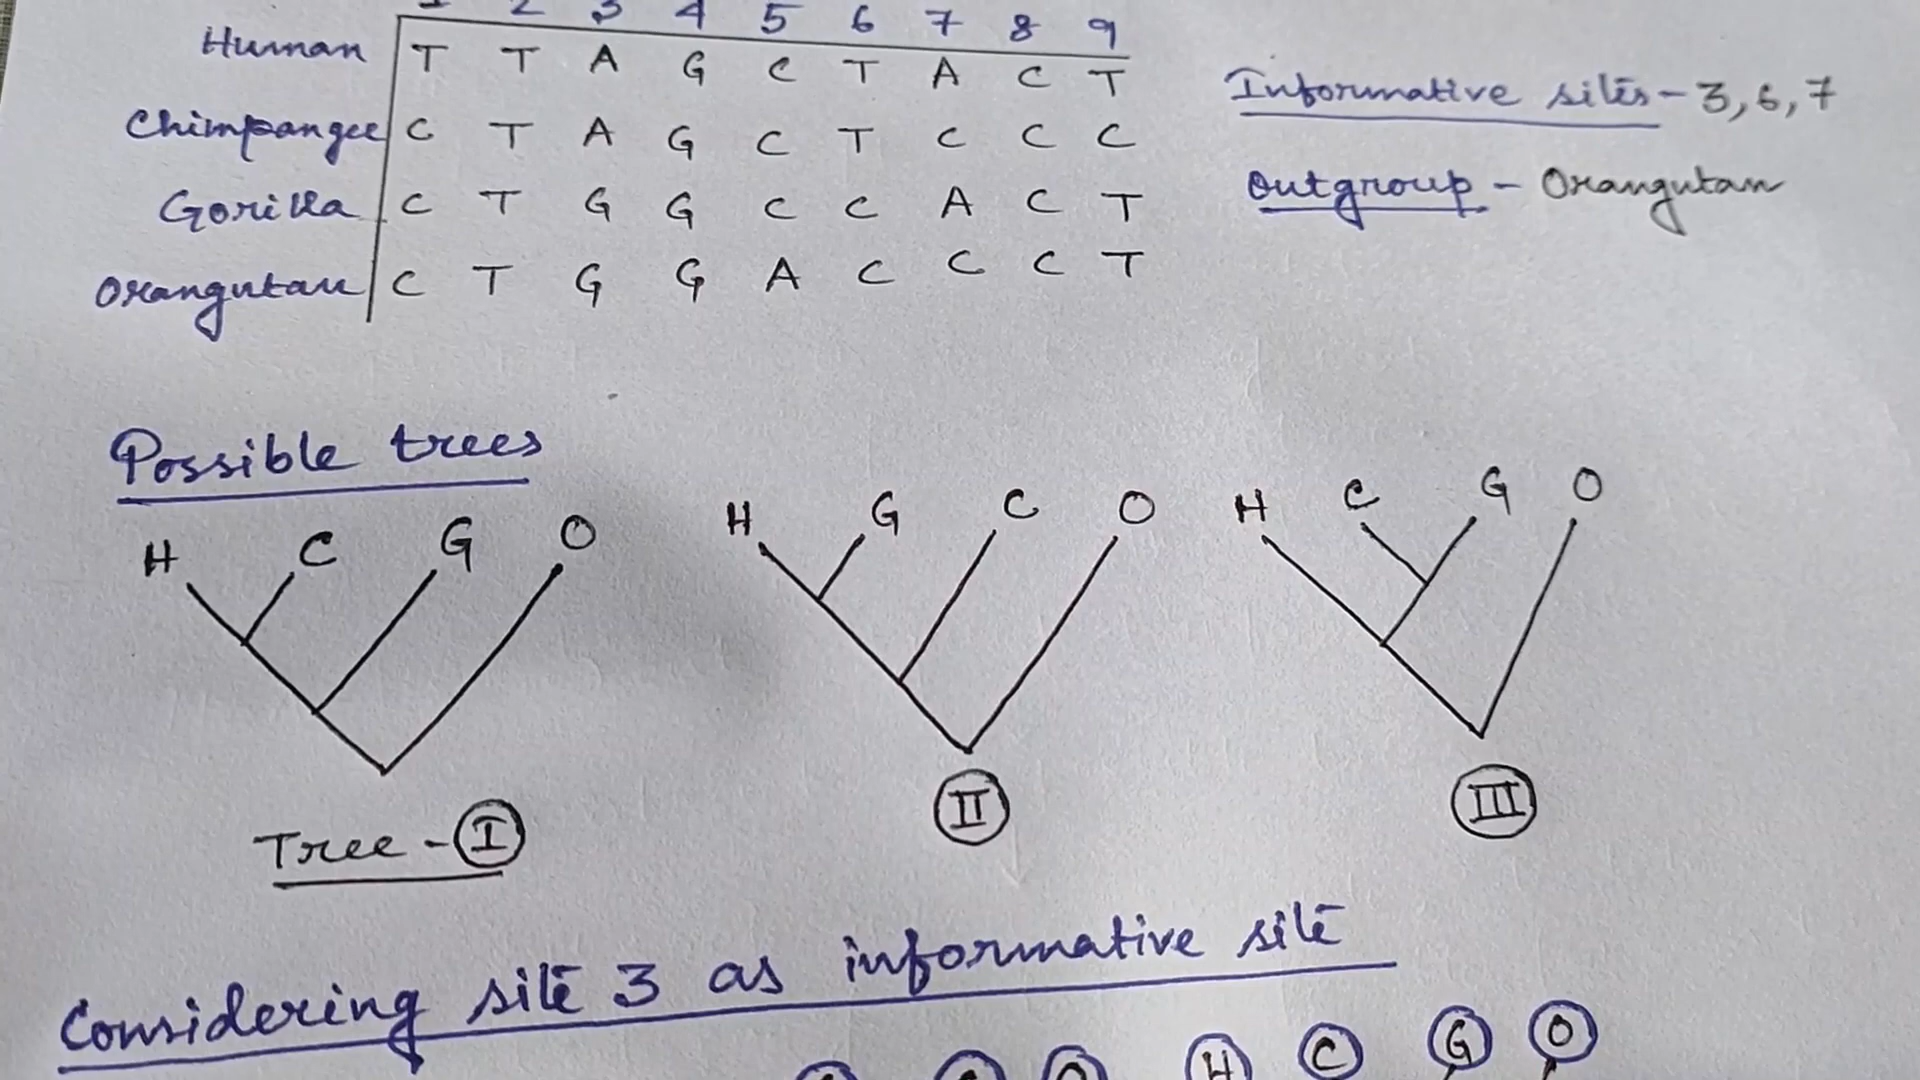 1 2 3 4 5 6 7 8 9
Human T T A G C T A C T
Chimpangee C T A G C T C C C
Gorilla C T G G C C A C T
Orangutan C T G G A C C C T
Informative sites - 3, 6, 7
Outgroup - Orangutan
Possible trees
H C G O
H G C O
H C G O
Tree - I
II
III
Considering site 3 as informative site
H C G O